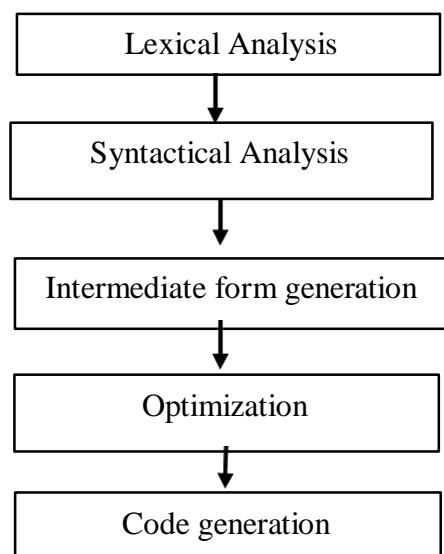 Lexical Analysis
Syntactical Analysis
Intermediate form generation
Optimization
Code generation